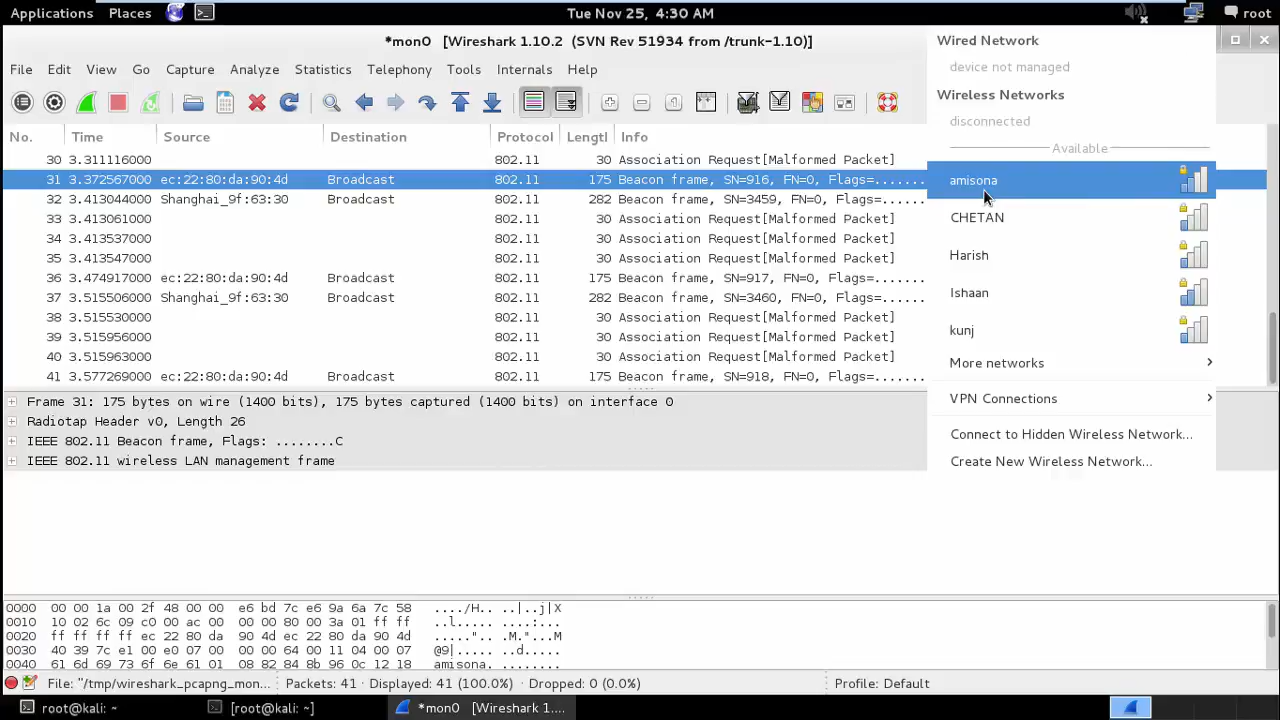 Applications Places Tue Nov 25, 4:30 AM root
*mon0 [Wireshark 1.10.2 (SVN Rev 51934 from /trunk-1.10)]
File Edit View Go Capture Analyze Statistics Telephony Tools Internals Help
No. Time Source Destination Protocol Lengtl Info
30 3.311116000 802.11 30 Association Request[Malformed Packet]
31 3.372567000 ec:22:80:da:90:4d Broadcast 802.11 175 Beacon frame, SN=916, FN=0, Flags=.......
32 3.413044000 Shanghai_9f:63:30 Broadcast 802.11 282 Beacon frame, SN=3459, FN=0, Flags=......
33 3.413061000 802.11 30 Association Request[Malformed Packet]
34 3.413537000 802.11 30 Association Request[Malformed Packet]
35 3.413547000 802.11 30 Association Request[Malformed Packet]
36 3.474917000 ec:22:80:da:90:4d Broadcast 802.11 175 Beacon frame, SN=917, FN=0, Flags=.......
37 3.515506000 Shanghai_9f:63:30 Broadcast 802.11 282 Beacon frame, SN=3460, FN=0, Flags=......
38 3.515530000 802.11 30 Association Request[Malformed Packet]
39 3.515956000 802.11 30 Association Request[Malformed Packet]
40 3.515963000 802.11 30 Association Request[Malformed Packet]
41 3.577269000 ec:22:80:da:90:4d Broadcast 802.11 175 Beacon frame, SN=918, FN=0, Flags=.......
Wired Network
device not managed
Wireless Networks
disconnected
Available
amisona
CHETAN
Harish
Ishaan
kunj
More networks
VPN Connections
Connect to Hidden Wireless Network...
Create New Wireless Network...
Frame 31: 175 bytes on wire (1400 bits), 175 bytes captured (1400 bits) on interface 0
Radiotap Header v0, Length 26
IEEE 802.11 Beacon frame, Flags: ........C
IEEE 802.11 wireless LAN management frame
0000 00 00 1a 00 2f 48 00 00 e6 bd 7c e6 9a 6a 7c 58 ..../H.. ..|..j|X
0010 10 02 6c 09 c0 00 ac 00 00 00 80 00 3a 01 ff ff ..l..... ....:...
0020 ff ff ff ff ec 22 80 da 90 4d ec 22 80 da 90 4d .....".. .M."...M
0030 40 39 7c e1 00 e0 07 00 00 00 64 00 11 04 00 07 @9|..... ..d.....
0040 61 6d 69 73 6f 6e 61 01 08 82 84 8b 96 0c 12 18 amisona. ........
File: "/tmp/wireshark_pcapng_mon... Packets: 41 · Displayed: 41 (100.0%) · Dropped: 0 (0.0%) Profile: Default
root@kali: ~ [root@kali: ~] *mon0 [Wireshark 1....